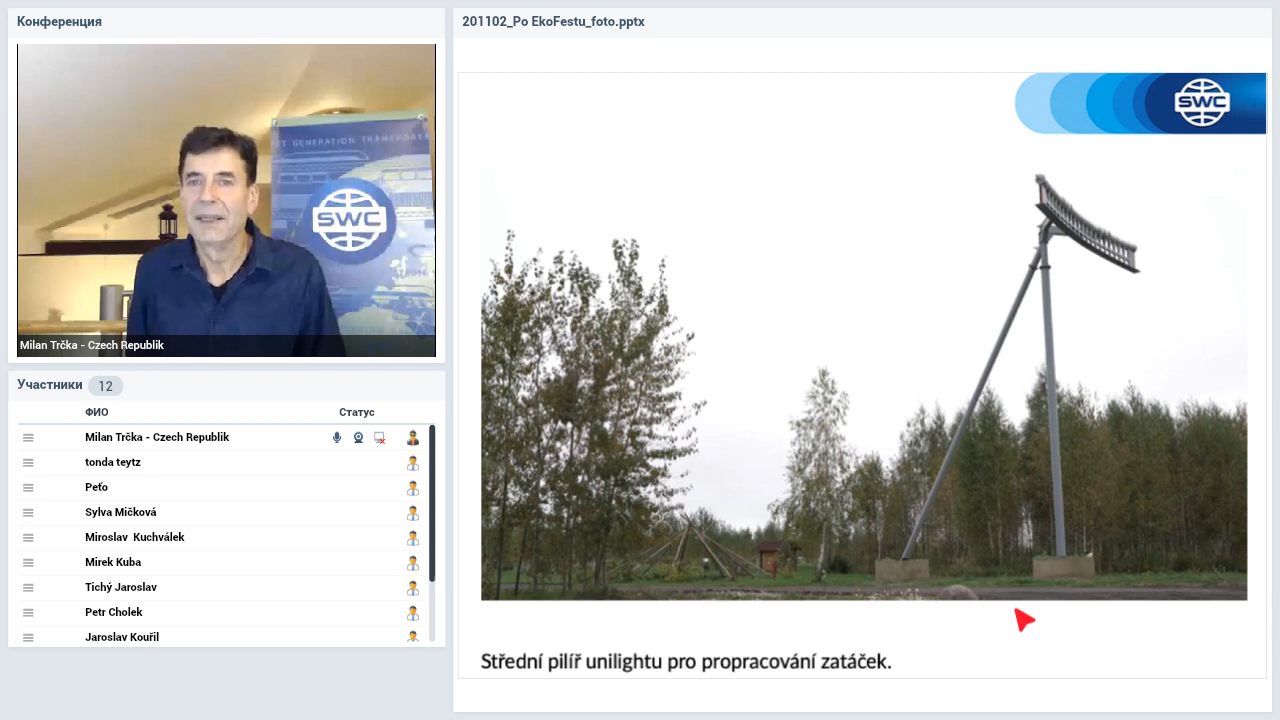 Конференция
SWC
Milan Trčka - Czech Republik
Участники 12
ФИО Статус
Milan Trčka - Czech Republik
tonda teytz
Peťo
Sylva Mičková
Miroslav Kuchválek
Mirek Kuba
Tichý Jaroslav
Petr Cholek
Jaroslav Kouřil
201102_Po EkoFestu_foto.pptx
SWC
Střední pilíř unilightu pro propracování zatáček.